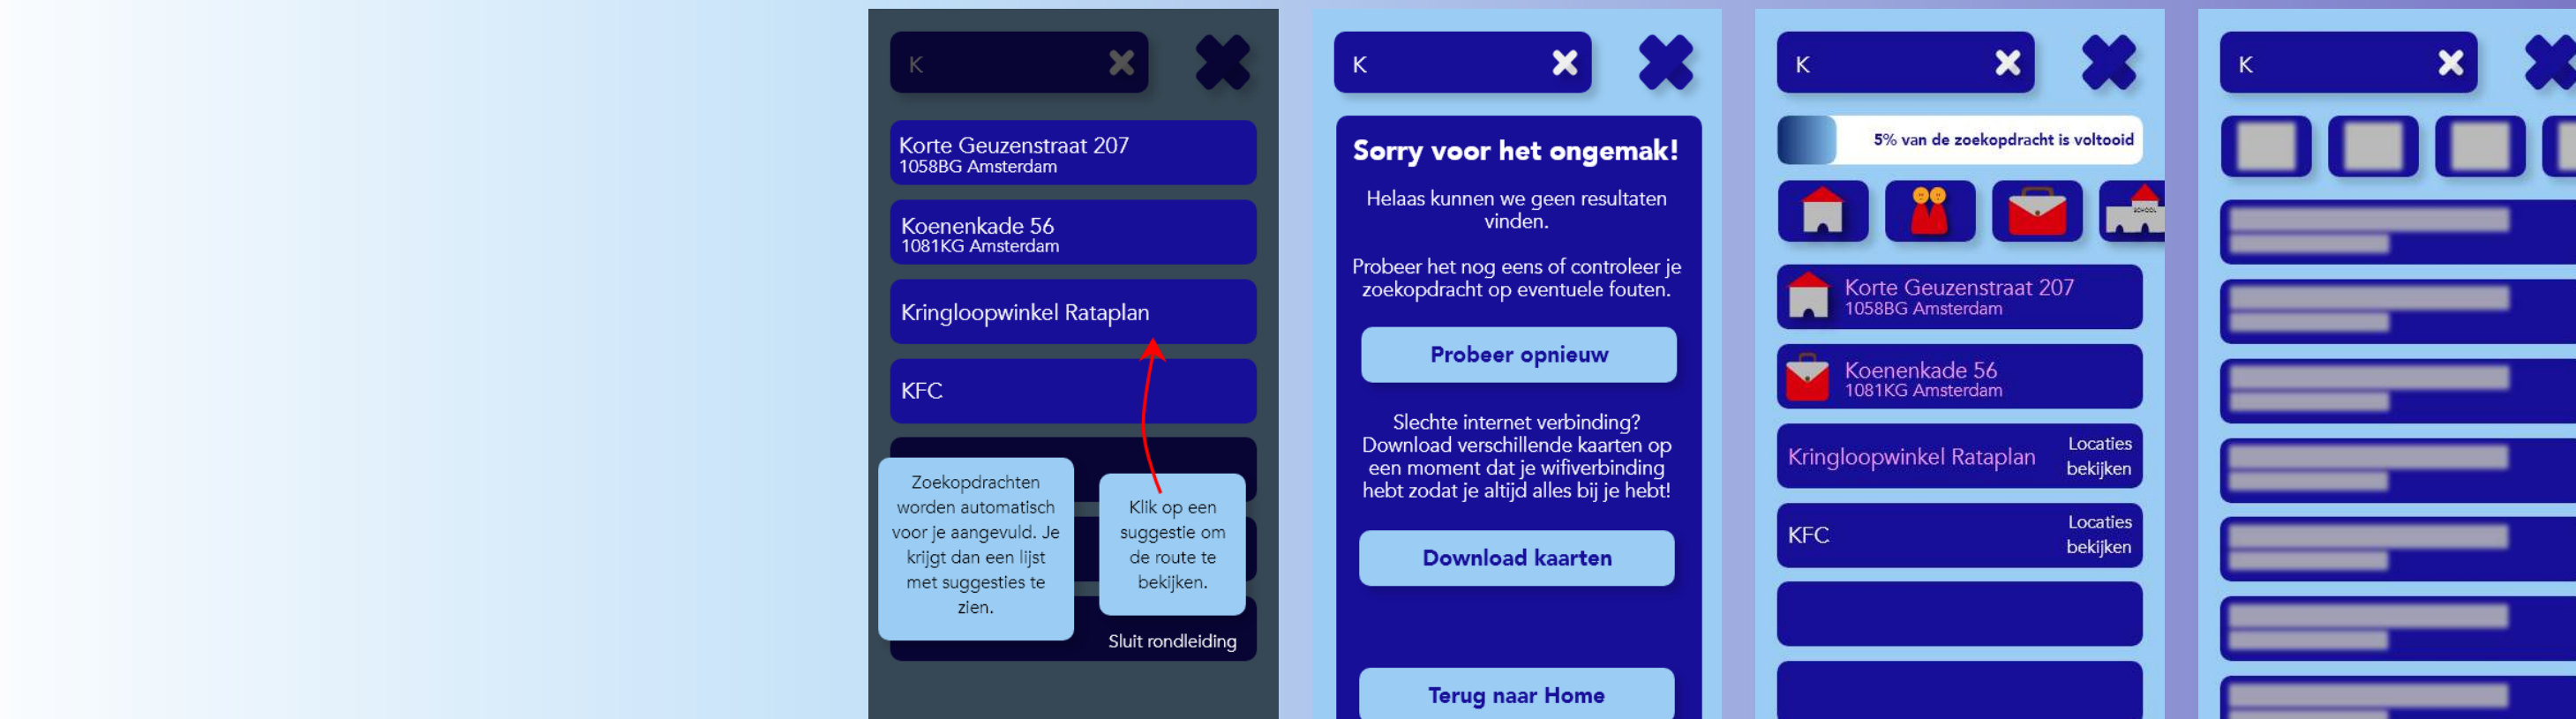 K
Korte Geuzenstraat 207
1058BG Amsterdam
Koenenkade 56
1081KG Amsterdam
Kringloopwinkel Rataplan
KFC
Zoekopdrachten
worden automatisch
voor je aangevuld. Je
krijgt dan een lijst
met suggesties te
zien.
Klik op een
suggestie om
de route te
bekijken.
Sluit rondleiding
K
Sorry voor het ongemak!
Helaas kunnen we geen resultaten
vinden.
Probeer het nog eens of controleer je
zoekopdracht op eventuele fouten.
Probeer opnieuw
Slechte internet verbinding?
Download verschillende kaarten op
een moment dat je wifiverbinding
hebt zodat je altijd alles bij je hebt!
Download kaarten
Terug naar Home
K
5% van de zoekopdracht is voltooid
SCHOOL
Korte Geuzenstraat 207
1058BG Amsterdam
Koenenkade 56
1081KG Amsterdam
Kringloopwinkel Rataplan
Locaties
bekijken
KFC
Locaties
bekijken
K